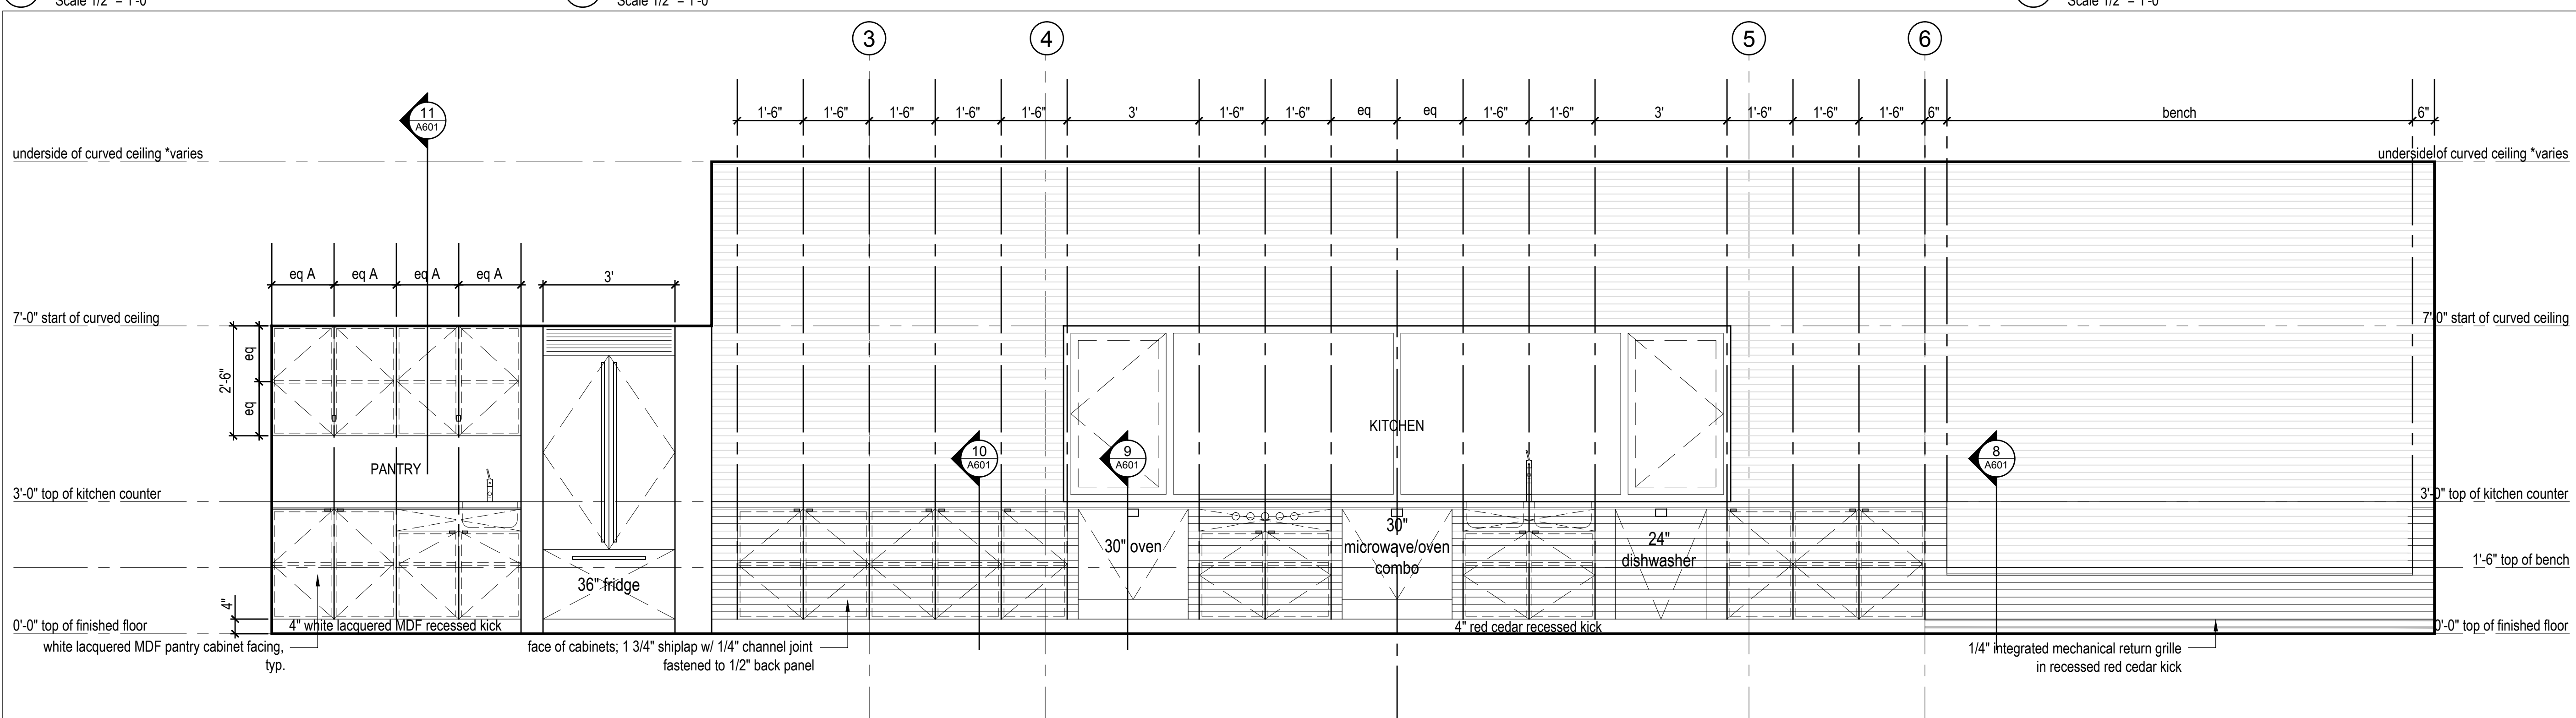 Scale 1/2" = 1'-0"
Scale 1/2" = 1'-0"
Scale 1/2" = 1'-0"
3
4
5
6
11
A601
1'-6"
1'-6"
1'-6"
1'-6"
1'-6"
3'
1'-6"
1'-6"
eq
eq
1'-6"
1'-6"
3'
1'-6"
1'-6"
1'-6"
6"
bench
6"
underside of curved ceiling *varies
underside of curved ceiling *varies
eq A
eq A
eq A
eq A
3'
7'-0" start of curved ceiling
7'-0" start of curved ceiling
2'-6"
eq
eq
KITCHEN
PANTRY
10
A601
9
A601
8
A601
3'-0" top of kitchen counter
3'-0" top of kitchen counter
30" oven
30"
microwave/oven
combo
24"
dishwasher
1'-6" top of bench
36" fridge
4"
0'-0" top of finished floor
4" white lacquered MDF recessed kick
4" red cedar recessed kick
0'-0" top of finished floor
white lacquered MDF pantry cabinet facing,
typ.
face of cabinets; 1 3/4" shiplap w/ 1/4" channel joint
fastened to 1/2" back panel
1/4" integrated mechanical return grille
in recessed red cedar kick